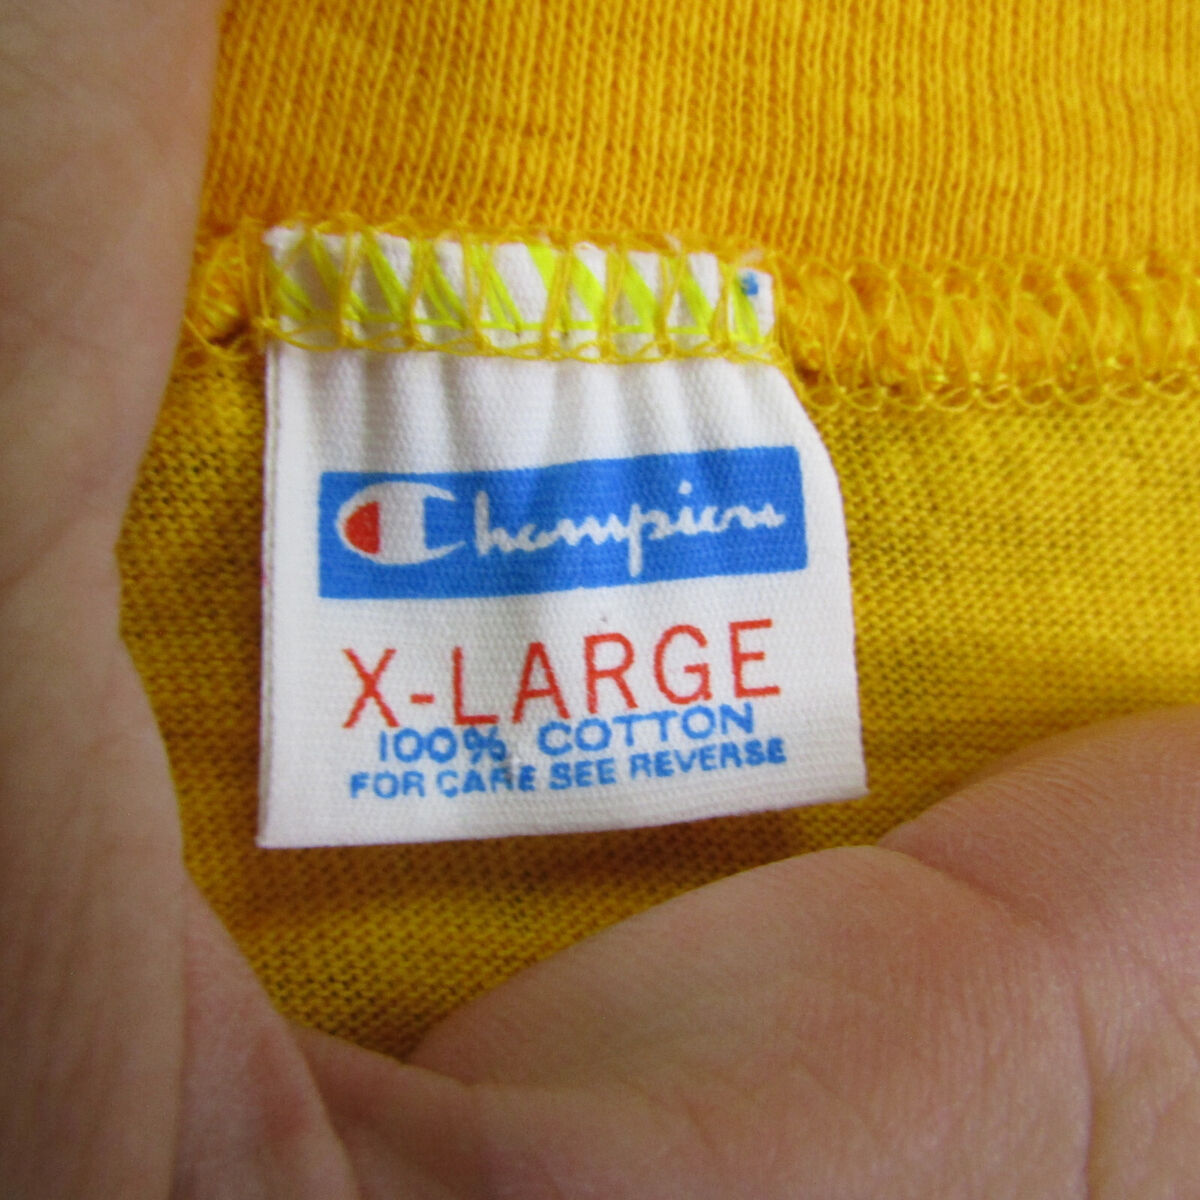 Champion
X-LARGE
100% COTTON
FOR CARE SEE REVERSE